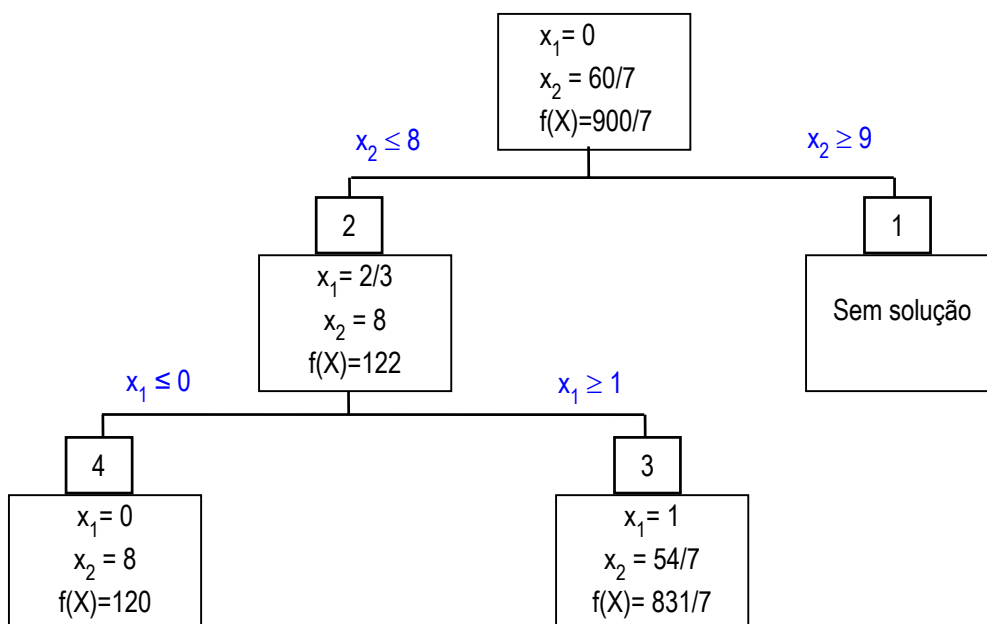 x₁= 0
x₂ = 60/7
f(X)=900/7
x₂ ≤ 8
x₂ ≥ 9
2
1
x₁= 2/3
x₂ = 8
f(X)=122
Sem solução
x₁ ≤ 0
x₁ ≥ 1
4
3
x₁= 0
x₂ = 8
f(X)=120
x₁ = 1
x₂ = 54/7
f(X)= 831/7